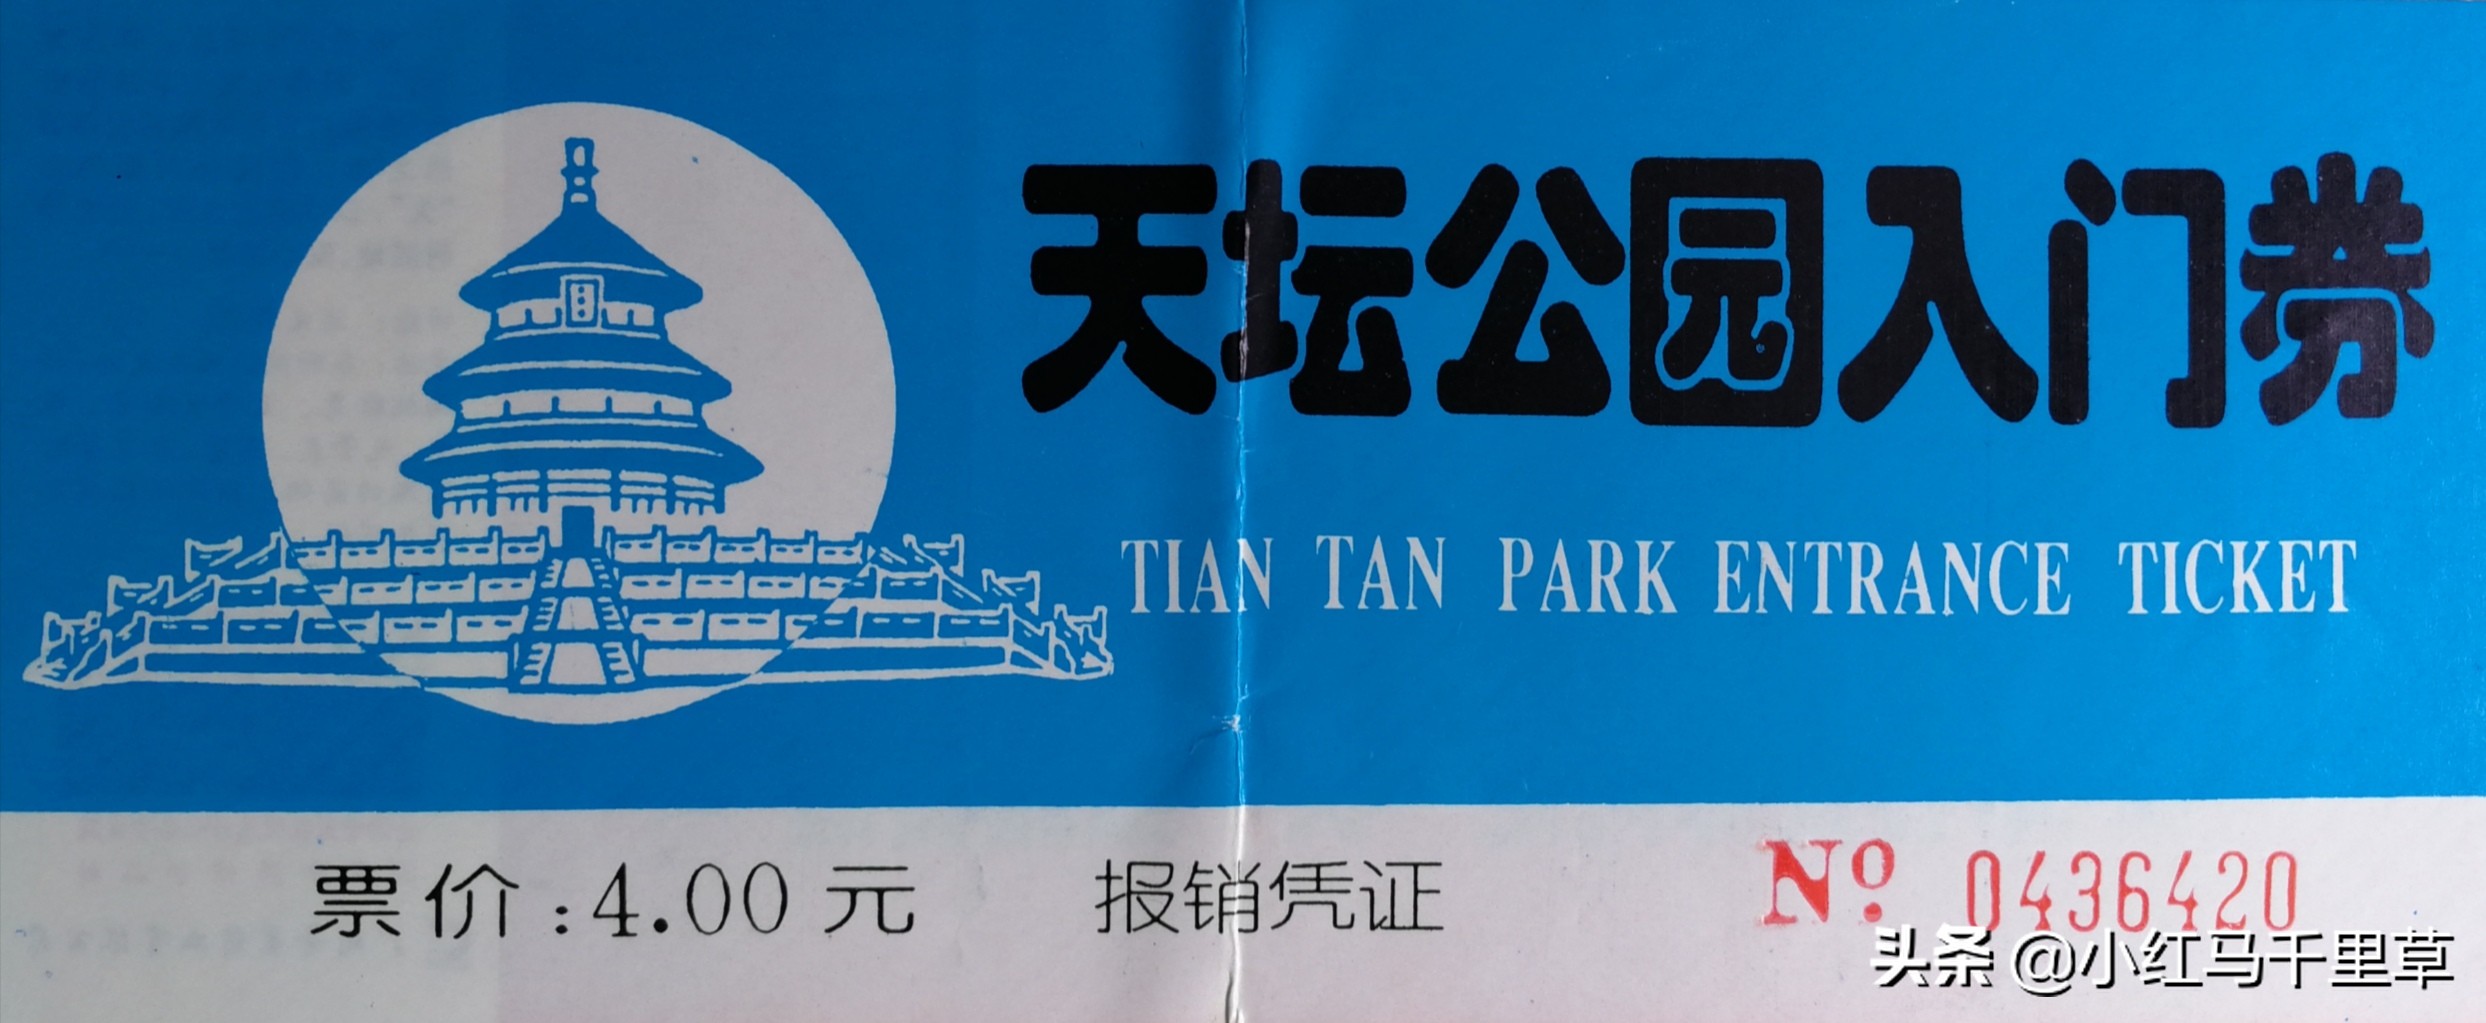 天坛公园入门券
TIAN TAN PARK ENTRANCE TICKET
票价:4.00元 报销凭证 Nº 0436420
头条 @小红马千里草